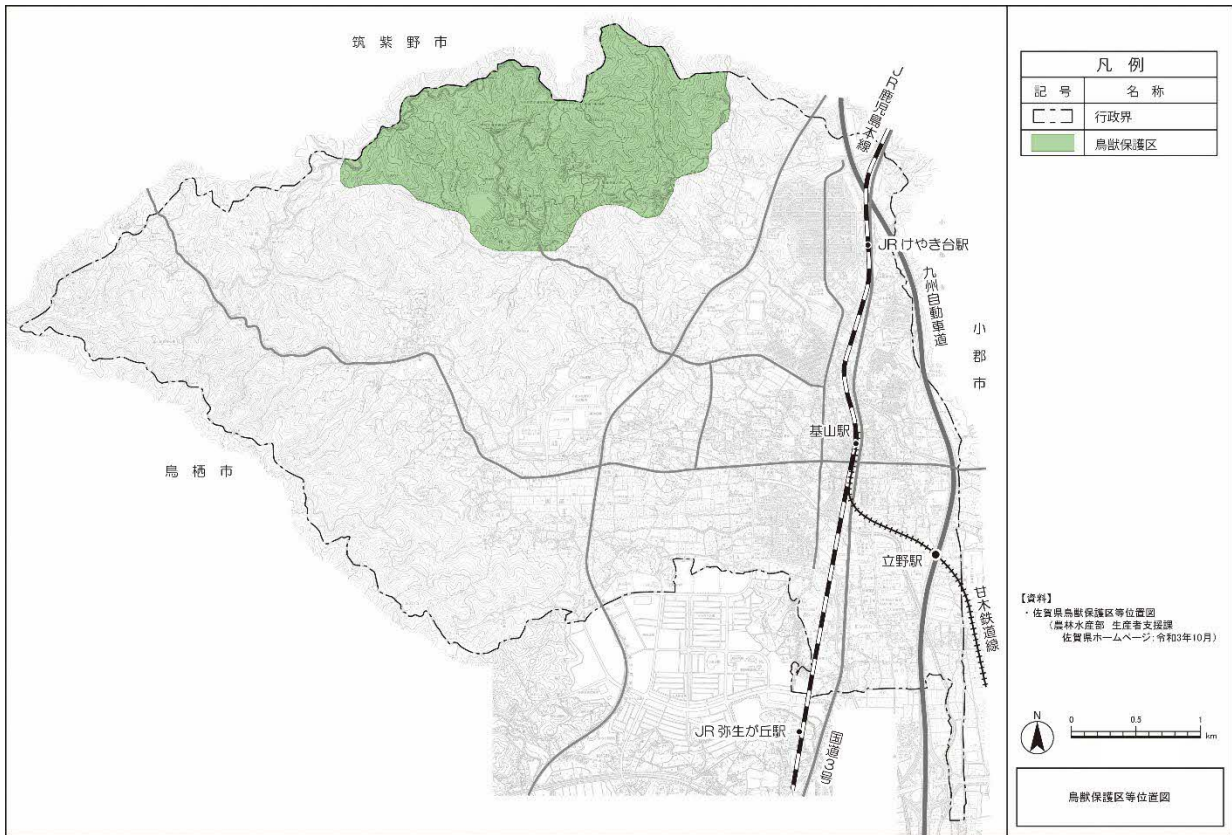 筑紫野市
JR鹿児島本線
JRけやき台駅
九州自動車道
小郡市
基山駅
鳥栖市
立野駅
甘木鉄道線
JR弥生が丘駅
国道3号
凡例
記号 名称
行政界
鳥獣保護区
【資料】
・佐賀県鳥獣保護区等位置図
(農林水産部 生産者支援課
佐賀県ホームページ:令和3年10月)
N
0 0.5 1
km
鳥獣保護区等位置図